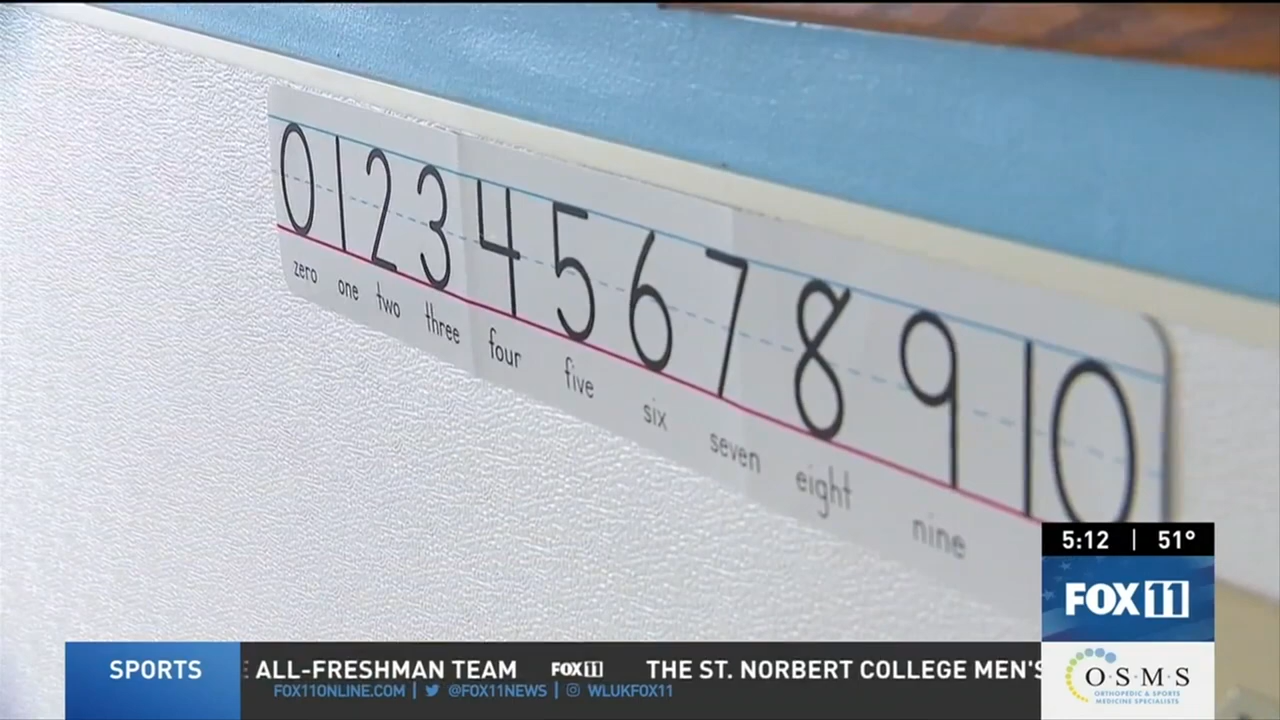 0 1 2 3 4 5 6 7 8 9 10
zero one two three four five six seven eight nine
5:12 | 51°
FOX 11
SPORTS
ALL-FRESHMAN TEAM FOX 11 THE ST. NORBERT COLLEGE MEN'S
FOX11ONLINE.COM | @FOX11NEWS | WLUKFOX11
O·S·M·S
ORTHOPEDIC & SPORTS
MEDICINE SPECIALISTS